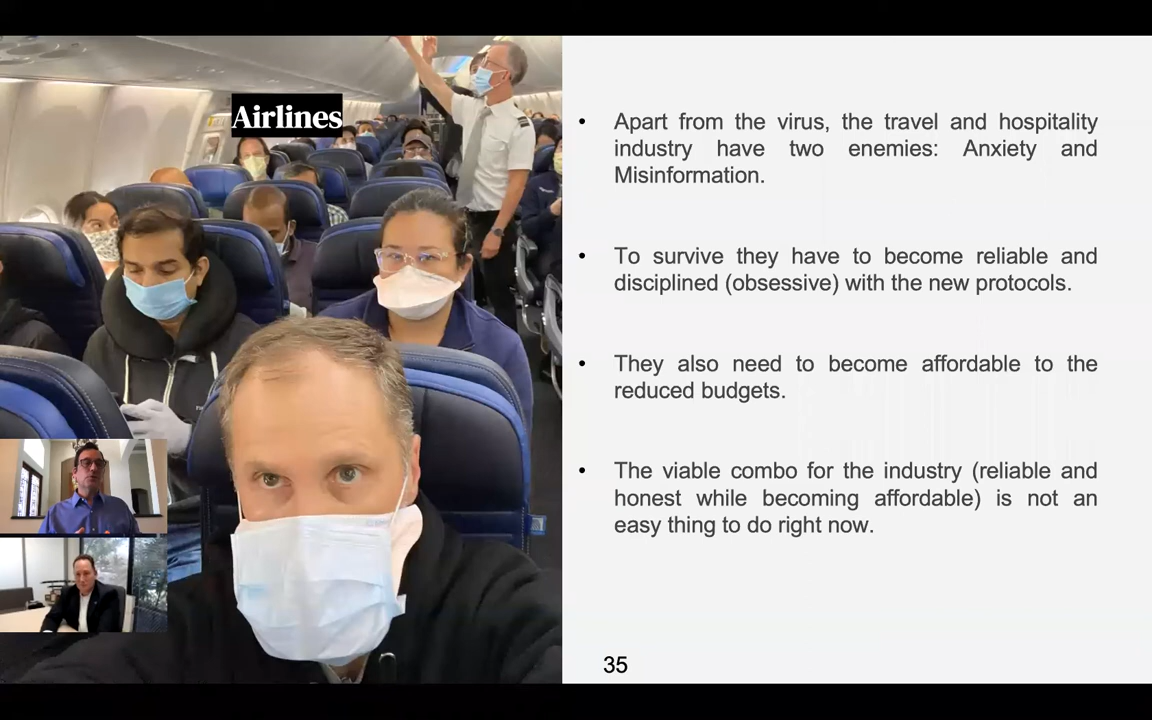 Airlines
• Apart from the virus, the travel and hospitality
industry have two enemies: Anxiety and
Misinformation.
• To survive they have to become reliable and
disciplined (obsessive) with the new protocols.
• They also need to become affordable to the
reduced budgets.
• The viable combo for the industry (reliable and
honest while becoming affordable) is not an
easy thing to do right now.
35